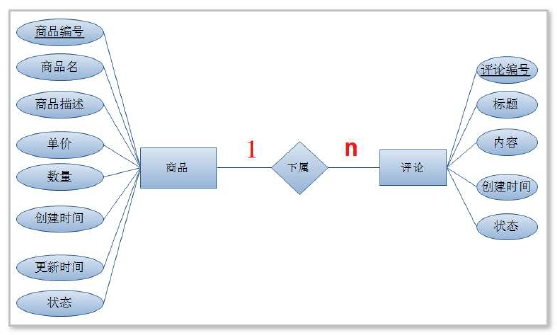 商品编号
商品名
商品描述
单价
数量
创建时间
更新时间
状态
商品
1
下属
n
评论
评论编号
标题
内容
创建时间
状态